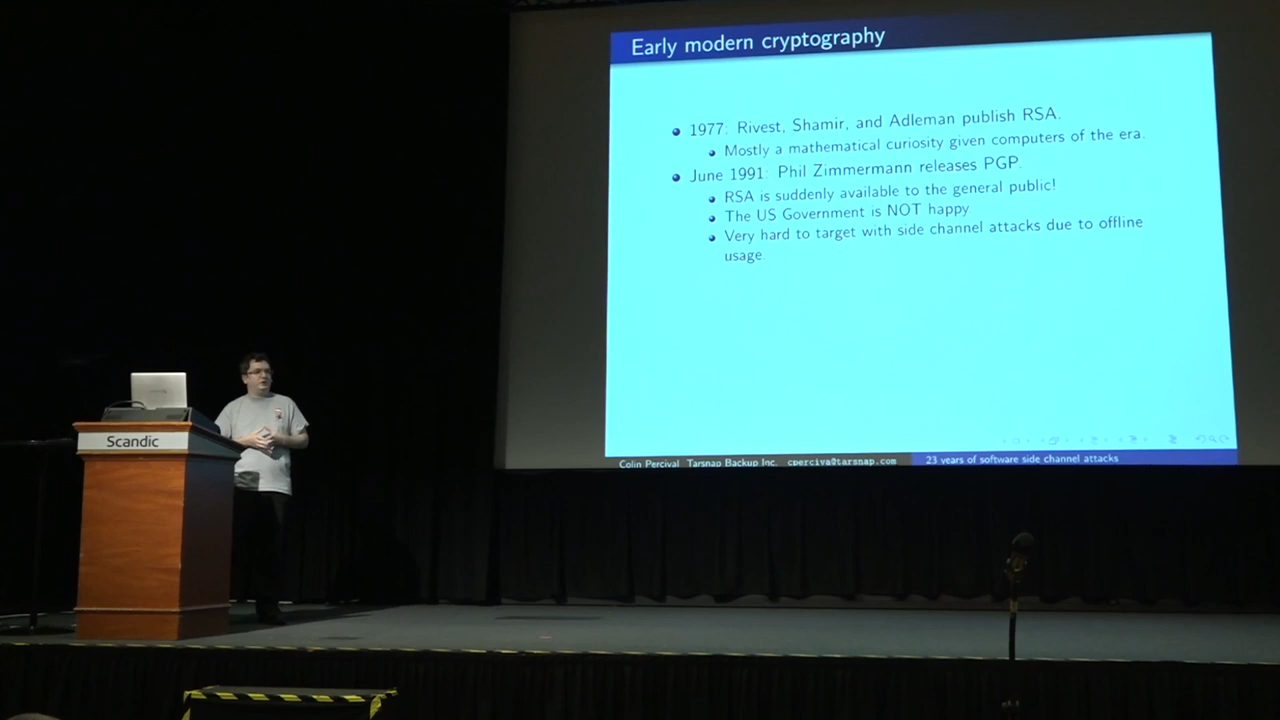 Early modern cryptography
1977: Rivest, Shamir, and Adleman publish RSA.
Mostly a mathematical curiosity given computers of the era.
June 1991: Phil Zimmermann releases PGP.
RSA is suddenly available to the general public!
The US Government is NOT happy.
Very hard to target with side channel attacks due to offline
usage.
Colin Percival Tarsnap Backup Inc. cperciva@tarsnap.com
23 years of software side channel attacks
Scandic